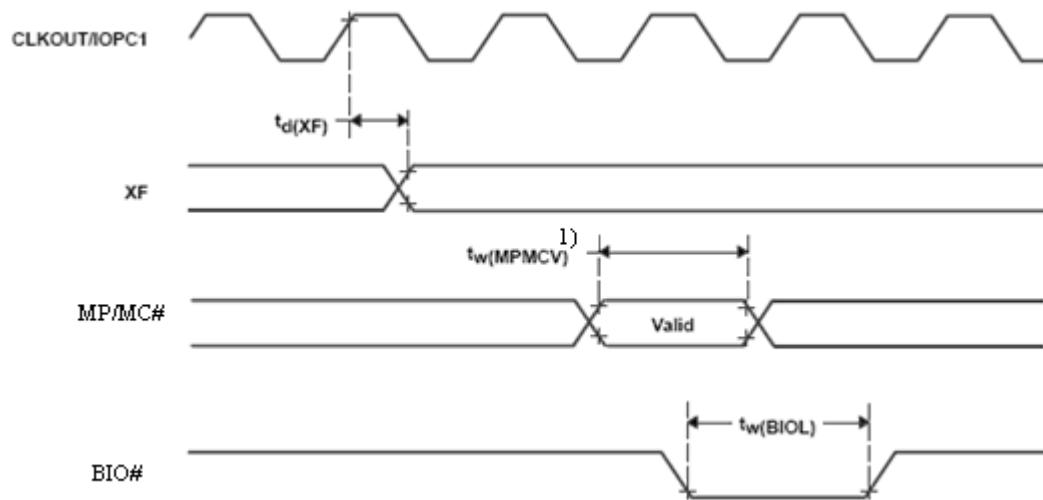 CLKOUT/IOPC1
td(XF)
XF
1)
tw(MPMCV)
MP/MC#
Valid
tw(BIOL)
BIO#